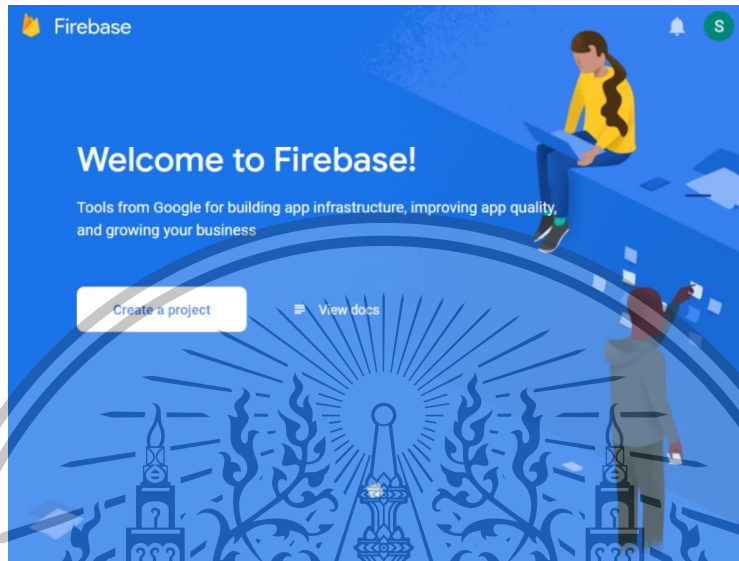 Firebase
S
Welcome to Firebase!
Tools from Google for building app infrastructure, improving app quality,
and growing your business
Create a project
View docs